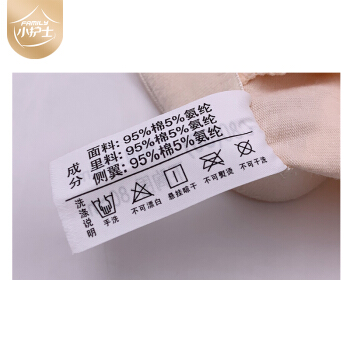 FAMILY
小护士
成分
面料: 95%棉5%氨纶
里料: 95%棉5%氨纶
侧翼: 95%棉5%氨纶
洗涤说明
手洗 不可漂白 悬挂晾干 不可熨烫 不可干洗